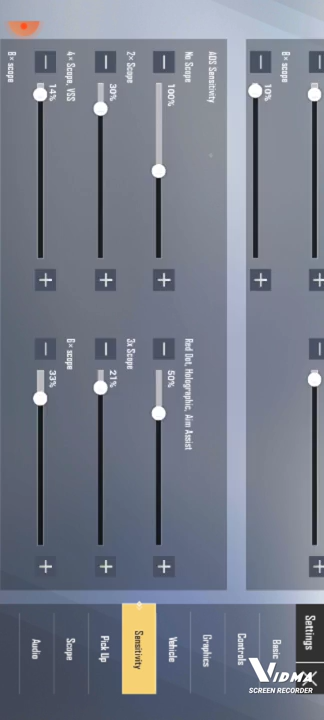 Settings
Basic
Controls
Graphics
Vehicle
Sensitivity
Pick Up
Scope
Audio
8× scope
10%
ADS Sensitivity
No Scope
100%
Red Dot, Holographic, Aim Assist
50%
2× Scope
30%
3x Scope
21%
4× Scope, VSS
14%
6× scope
33%
8× scope
VIDMA
SCREEN RECORDER